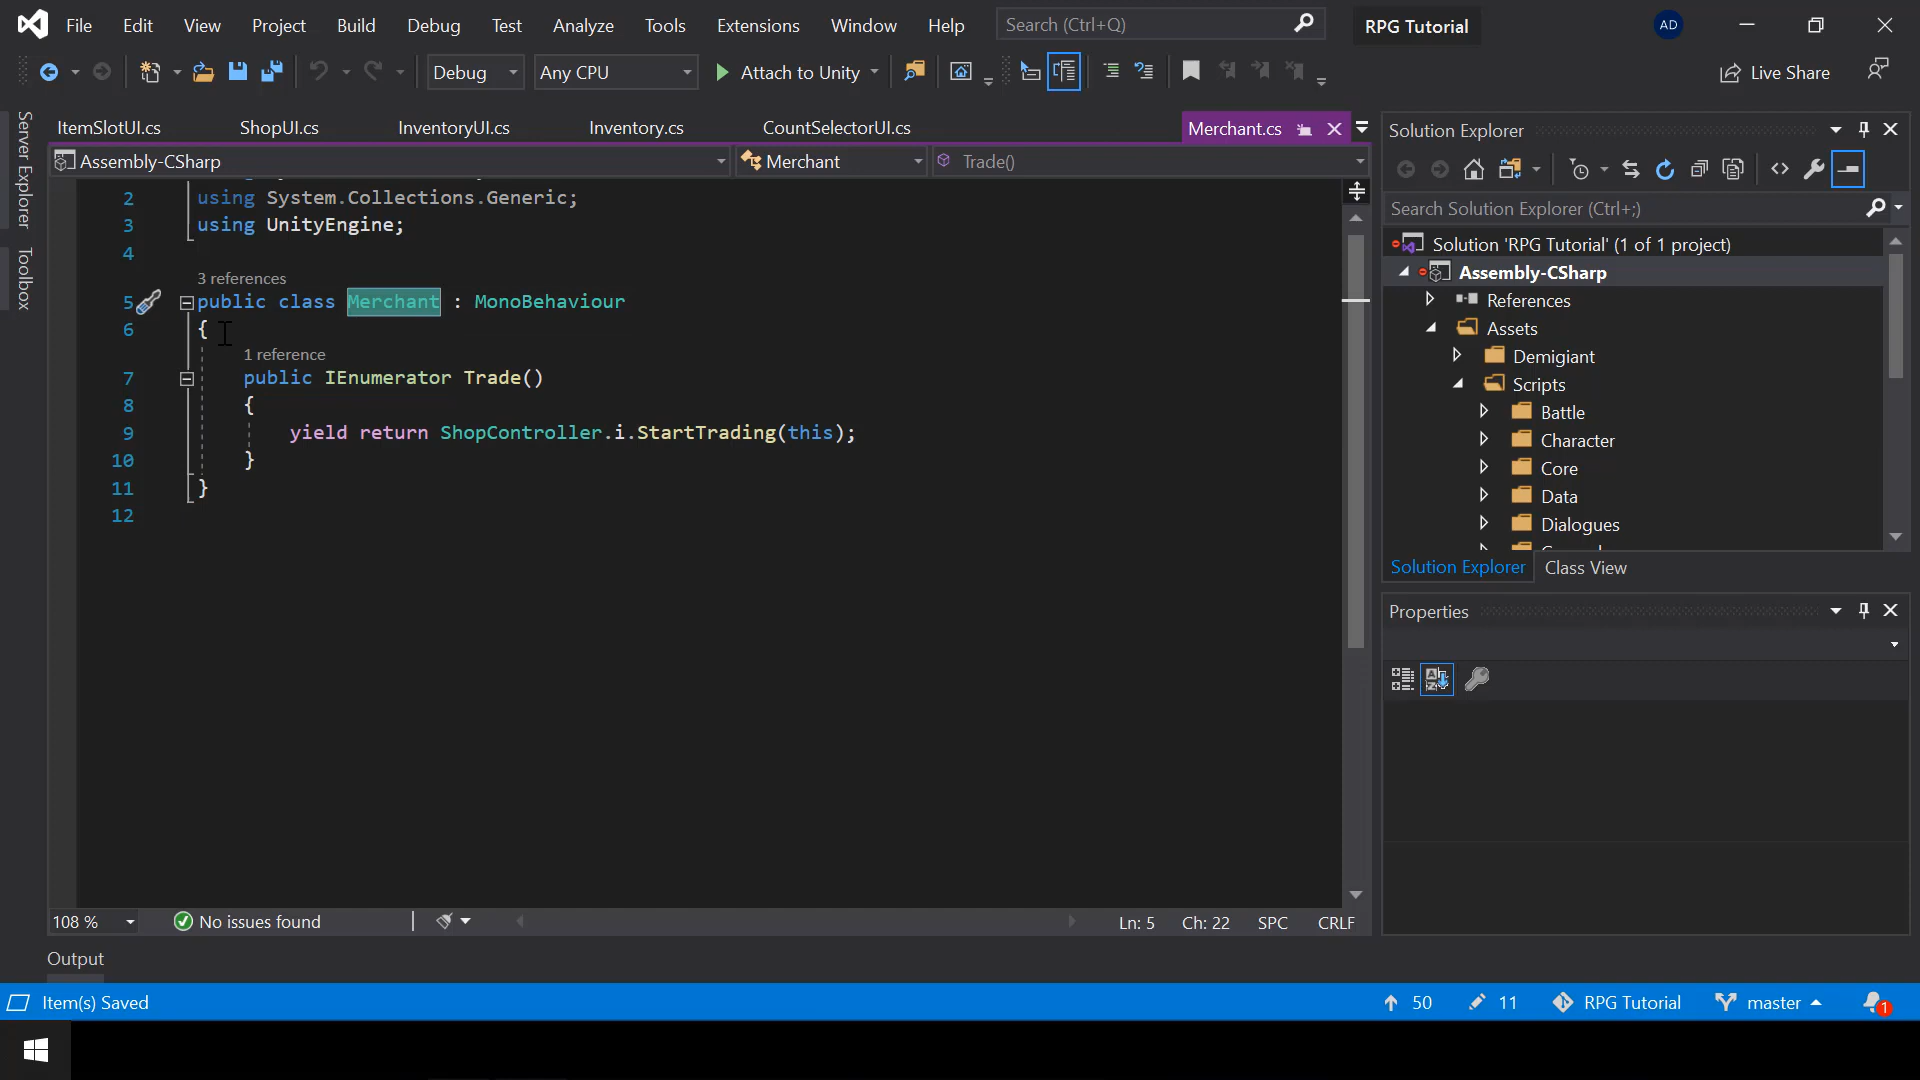 File Edit View Project Build Debug Test Analyze Tools Extensions Window Help Search (Ctrl+Q) RPG Tutorial AD
Debug Any CPU Attach to Unity Live Share
Server Explorer
Toolbox
ItemSlotUI.cs ShopUI.cs InventoryUI.cs Inventory.cs CountSelectorUI.cs Merchant.cs
Assembly-CSharp Merchant Trade()
2 using System.Collections.Generic;
3 using UnityEngine;
4
3 references
5 public class Merchant : MonoBehaviour
6 {
1 reference
7 public IEnumerator Trade()
8 {
9 yield return ShopController.i.StartTrading(this);
10 }
11 }
12
108 % No issues found Ln: 5 Ch: 22 SPC CRLF
Solution Explorer
Search Solution Explorer (Ctrl+;)
Solution 'RPG Tutorial' (1 of 1 project)
Assembly-CSharp
References
Assets
Demigiant
Scripts
Battle
Character
Core
Data
Dialogues
Solution Explorer Class View
Properties
Output
Item(s) Saved 50 11 RPG Tutorial master 1